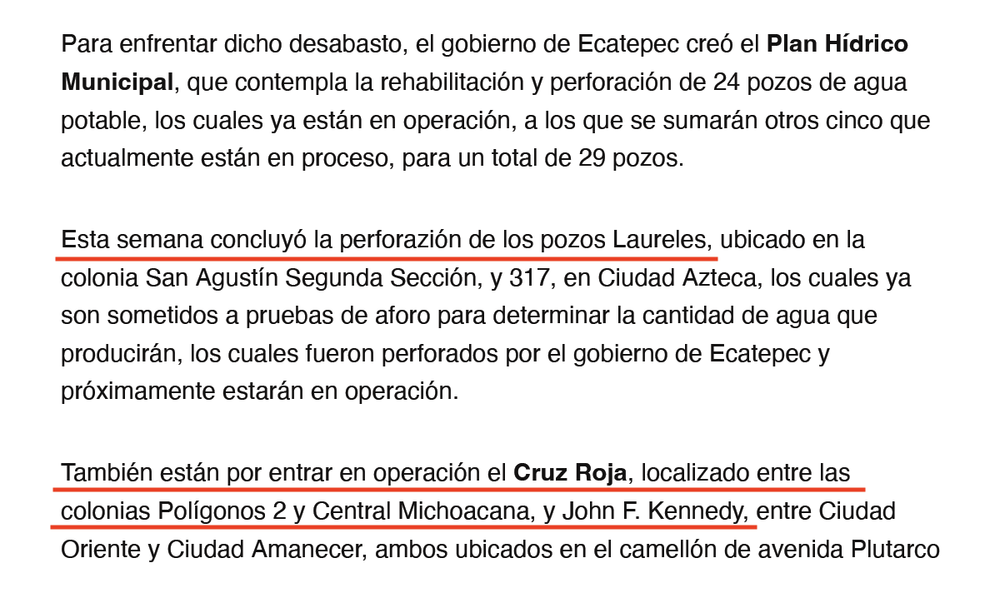 Para enfrentar dicho desabasto, el gobierno de Ecatepec creó el Plan Hídrico
Municipal, que contempla la rehabilitación y perforación de 24 pozos de agua
potable, los cuales ya están en operación, a los que se sumarán otros cinco que
actualmente están en proceso, para un total de 29 pozos.
Esta semana concluyó la perforazión de los pozos Laureles, ubicado en la
colonia San Agustín Segunda Sección, y 317, en Ciudad Azteca, los cuales ya
son sometidos a pruebas de aforo para determinar la cantidad de agua que
producirán, los cuales fueron perforados por el gobierno de Ecatepec y
próximamente estarán en operación.
También están por entrar en operación el Cruz Roja, localizado entre las
colonias Polígonos 2 y Central Michoacana, y John F. Kennedy, entre Ciudad
Oriente y Ciudad Amanecer, ambos ubicados en el camellón de avenida Plutarco